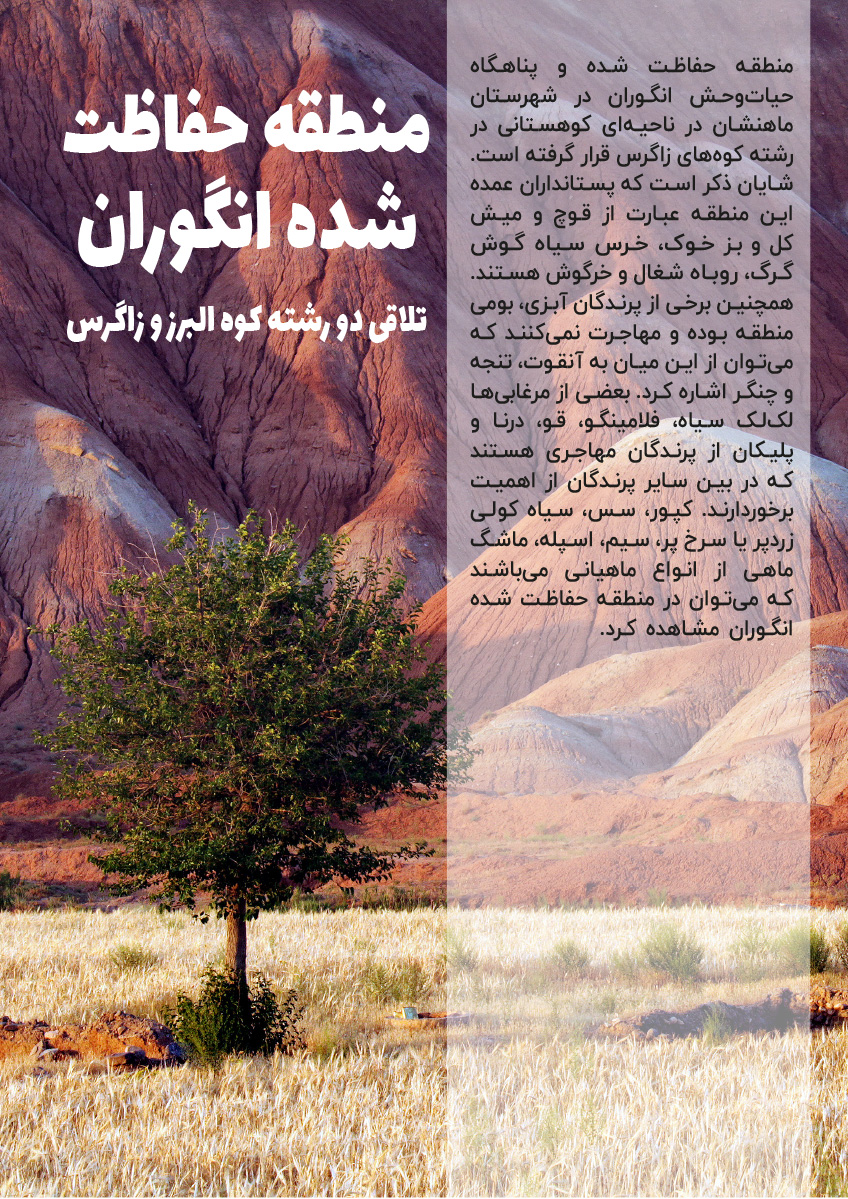 منطقه حفاظت
شده انگوران
تلاقی دو رشته کوه البرز و زاگرس
منطقه حفاظت شده و پناهگاه
حیات‌وحش انگوران در شهرستان
ماهنشان در ناحیه‌ای کوهستانی در
رشته کوه‌های زاگرس قرار گرفته است.
شایان ذکر است که پستانداران عمده
این منطقه عبارت از قوچ و میش
کل و بز خوک، خرس سیاه گوش
گرگ، روباه شغال و خرگوش هستند.
همچنین برخی از پرندگان آبزی، بومی
منطقه بوده و مهاجرت نمی‌کنند که
می‌توان از این میان به آنقوت، تنجه
و چنگر اشاره کرد. بعضی از مرغابی‌ها
لک‌لک سیاه، فلامینگو، قو، درنا و
پلیکان از پرندگان مهاجری هستند
که در بین سایر پرندگان از اهمیت
برخوردارند. کپور، سس، سیاه کولی
زردپر یا سرخ پر، سیم، اسپله، ماشگ
ماهی از انواع ماهیانی می‌باشند
که می‌توان در منطقه حفاظت شده
انگوران مشاهده کرد.